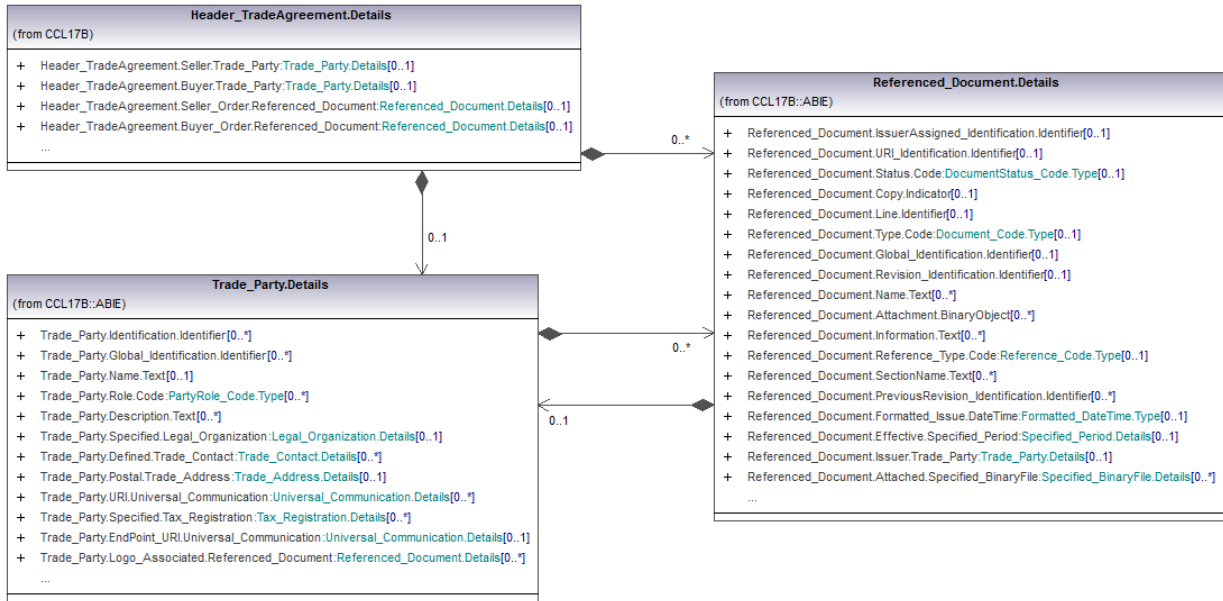 Header_TradeAgreement.Details
(from CCL17B)
+ Header_TradeAgreement.Seller.Trade_Party:Trade_Party.Details[0..1]
+ Header_TradeAgreement.Buyer.Trade_Party:Trade_Party.Details[0..1]
+ Header_TradeAgreement.Seller_Order.Referenced_Document:Referenced_Document.Details[0..1]
+ Header_TradeAgreement.Buyer_Order.Referenced_Document:Referenced_Document.Details[0..1]
...
0..*
0..1
Trade_Party.Details
(from CCL17B::ABIE)
+ Trade_Party.Identification.Identifier[0..*]
+ Trade_Party.Global_Identification.Identifier[0..*]
+ Trade_Party.Name.Text[0..1]
+ Trade_Party.Role.Code:PartyRole_Code.Type[0..*]
+ Trade_Party.Description.Text[0..*]
+ Trade_Party.Specified.Legal_Organization:Legal_Organization.Details[0..1]
+ Trade_Party.Defined.Trade_Contact:Trade_Contact.Details[0..*]
+ Trade_Party.Postal.Trade_Address:Trade_Address.Details[0..1]
+ Trade_Party.URI.Universal_Communication:Universal_Communication.Details[0..*]
+ Trade_Party.Specified.Tax_Registration:Tax_Registration.Details[0..*]
+ Trade_Party.EndPoint_URI.Universal_Communication:Universal_Communication.Details[0..1]
+ Trade_Party.Logo_Associated.Referenced_Document:Referenced_Document.Details[0..*]
...
0..*
0..1
Referenced_Document.Details
(from CCL17B::ABIE)
+ Referenced_Document.IssuerAssigned_Identification.Identifier[0..1]
+ Referenced_Document.URI_Identification.Identifier[0..1]
+ Referenced_Document.Status.Code:DocumentStatus_Code.Type[0..1]
+ Referenced_Document.Copy.Indicator[0..1]
+ Referenced_Document.Line.Identifier[0..1]
+ Referenced_Document.Type.Code:Document_Code.Type[0..1]
+ Referenced_Document.Global_Identification.Identifier[0..1]
+ Referenced_Document.Revision_Identification.Identifier[0..1]
+ Referenced_Document.Name.Text[0..*]
+ Referenced_Document.Attachment.BinaryObject[0..*]
+ Referenced_Document.Information.Text[0..*]
+ Referenced_Document.Reference_Type.Code:Reference_Code.Type[0..1]
+ Referenced_Document.SectionName.Text[0..*]
+ Referenced_Document.PreviousRevision_Identification.Identifier[0..*]
+ Referenced_Document.Formatted_Issue.DateTime:Formatted_DateTime.Type[0..1]
+ Referenced_Document.Effective.Specified_Period:Specified_Period.Details[0..1]
+ Referenced_Document.Issuer.Trade_Party:Trade_Party.Details[0..1]
+ Referenced_Document.Attached.Specified_BinaryFile:Specified_BinaryFile.Details[0..*]
...